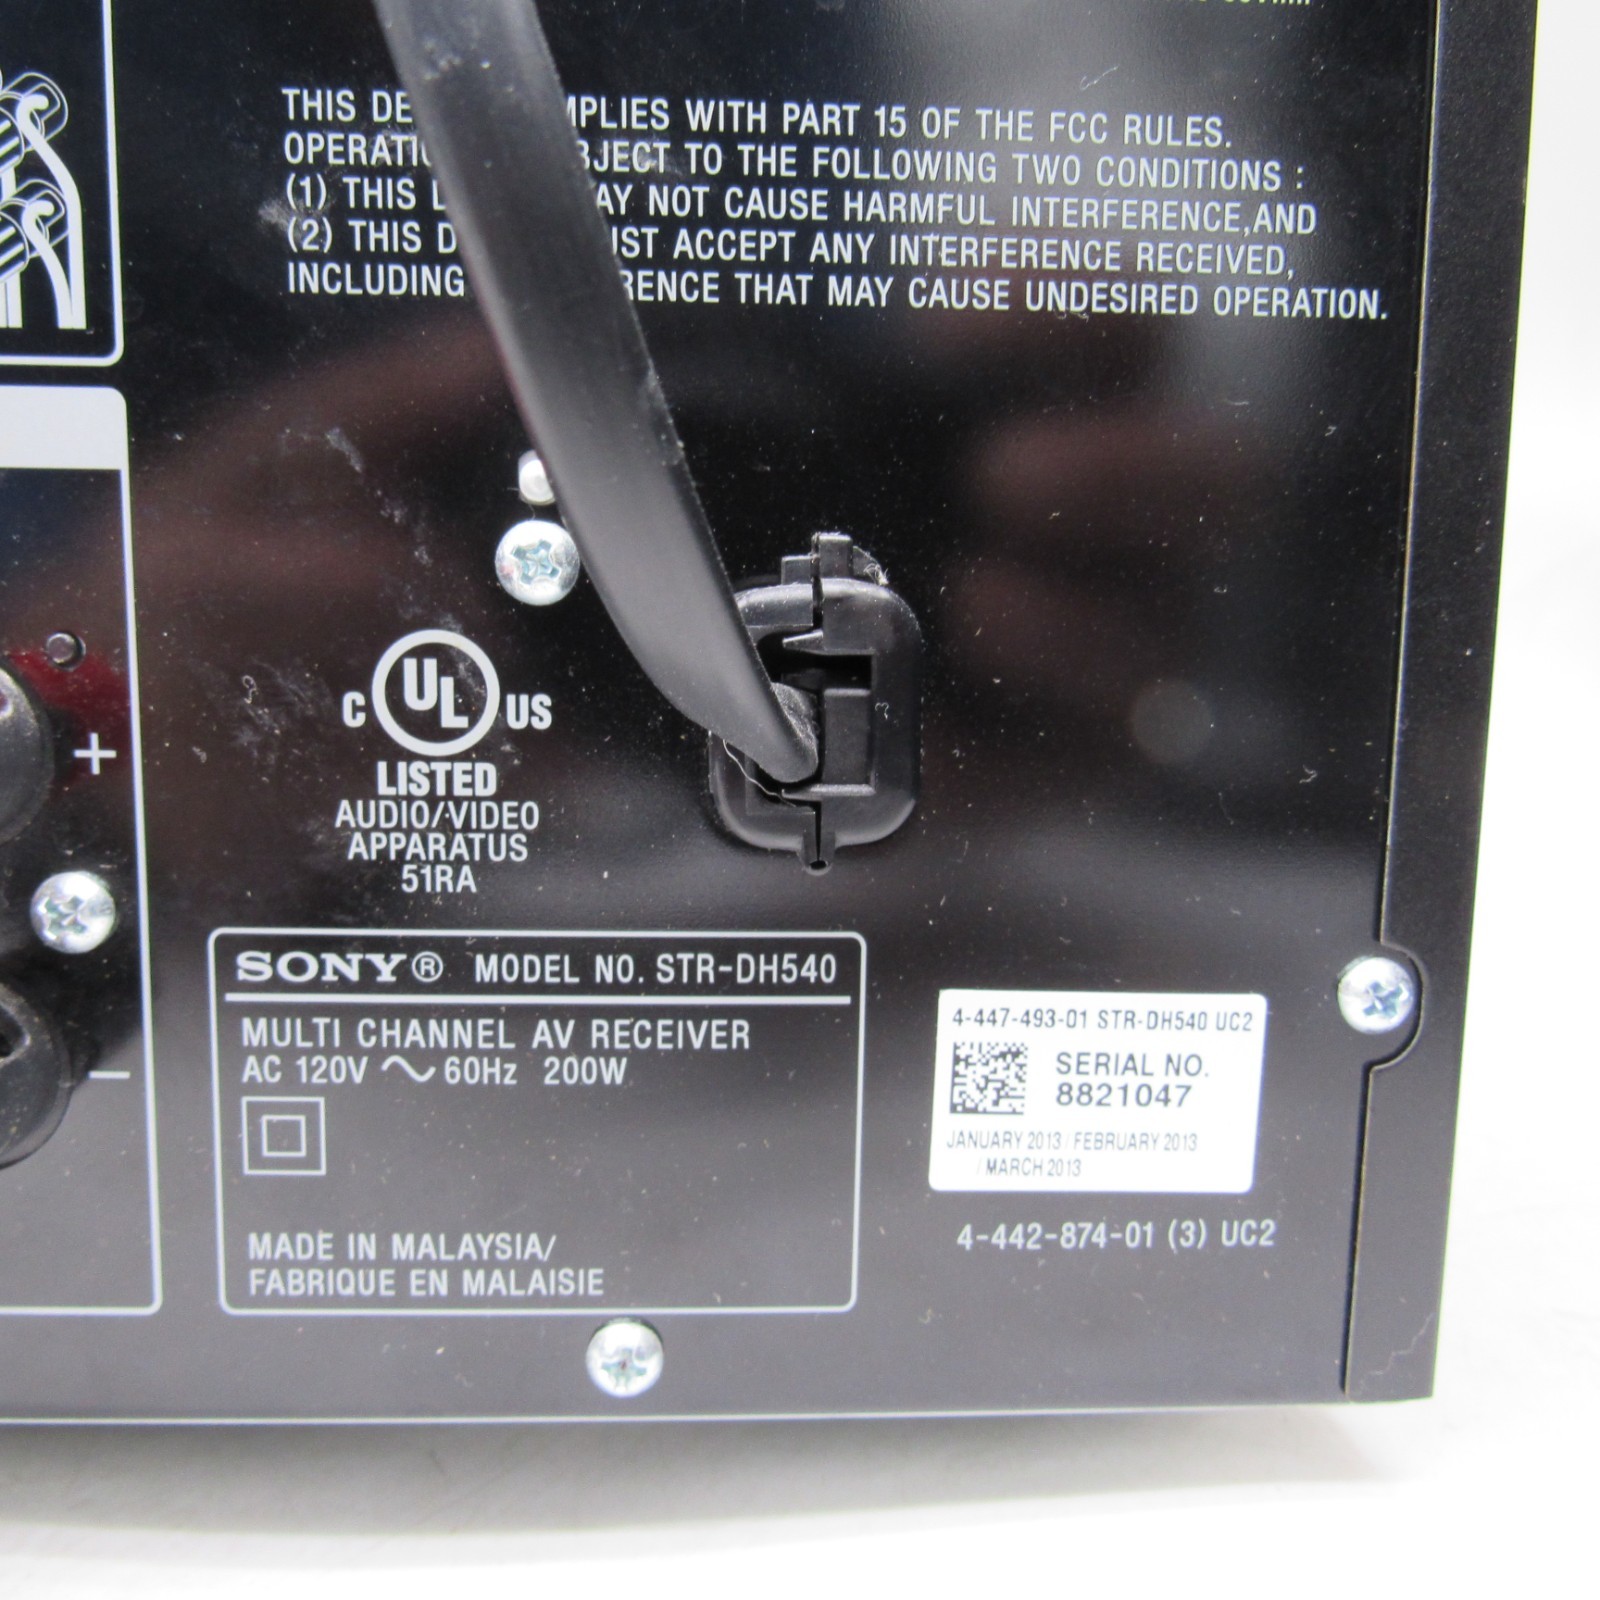 THIS DE MPLIES WITH PART 15 OF THE FCC RULES.
OPERATI BJECT TO THE FOLLOWING TWO CONDITIONS :
(1) THIS D AY NOT CAUSE HARMFUL INTERFERENCE,AND
(2) THIS D UST ACCEPT ANY INTERFERENCE RECEIVED,
INCLUDING RENCE THAT MAY CAUSE UNDESIRED OPERATION.
C UL US
LISTED
AUDIO/VIDEO
APPARATUS
51RA
+
−
SONY® MODEL NO. STR-DH540
MULTI CHANNEL AV RECEIVER
AC 120V ~ 60Hz 200W
MADE IN MALAYSIA/
FABRIQUE EN MALAISIE
4-447-493-01 STR-DH540 UC2
SERIAL NO.
8821047
JANUARY 2013 / FEBRUARY 2013
/ MARCH 2013
4-442-874-01 (3) UC2